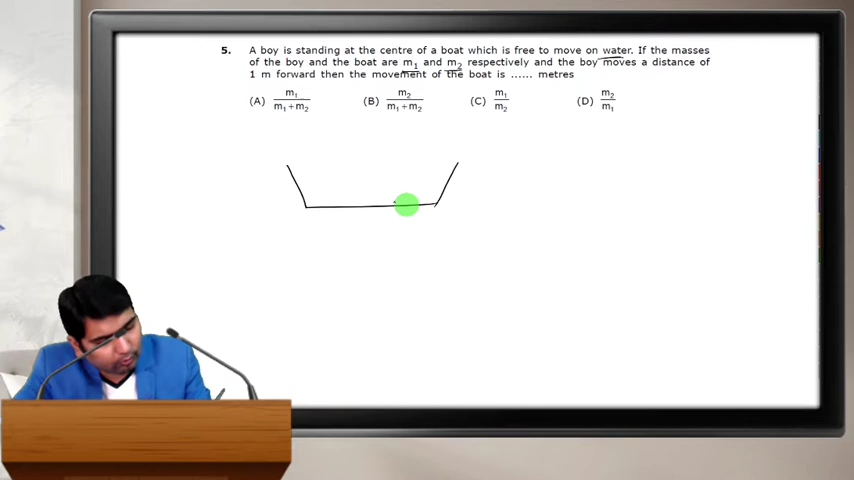 5. A boy is standing at the centre of a boat which is free to move on water. If the masses
of the boy and the boat are m₁ and m₂ respectively and the boy moves a distance of
1 m forward then the movement of the boat is ...... metres
(A) m₁/m₁+m₂ (B) m₂/m₁+m₂ (C) m₁/m₂ (D) m₂/m₁